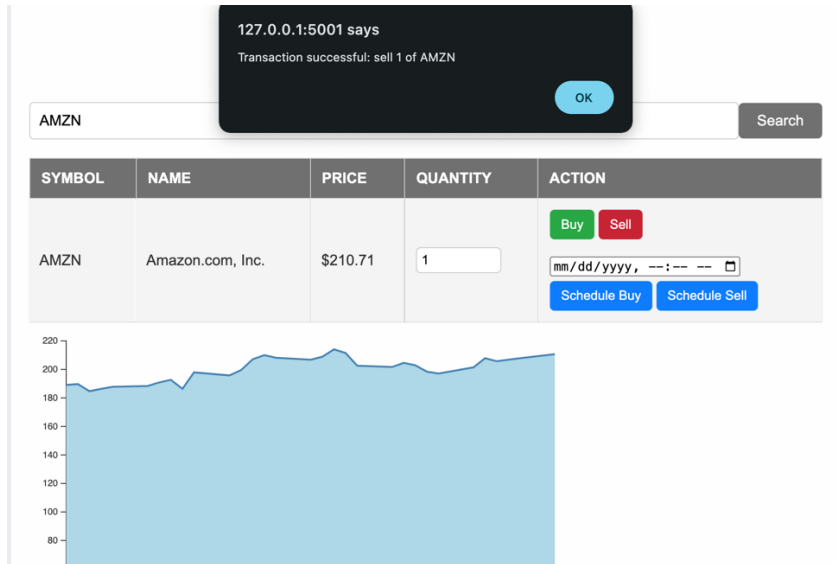 127.0.0.1:5001 says
Transaction successful: sell 1 of AMZN
OK
AMZN Search
SYMBOL NAME PRICE QUANTITY ACTION
Buy Sell
AMZN Amazon.com, Inc. $210.71 1
mm/dd/yyyy, --:-- --
Schedule Buy Schedule Sell
220
200
180
160
140
120
100
80